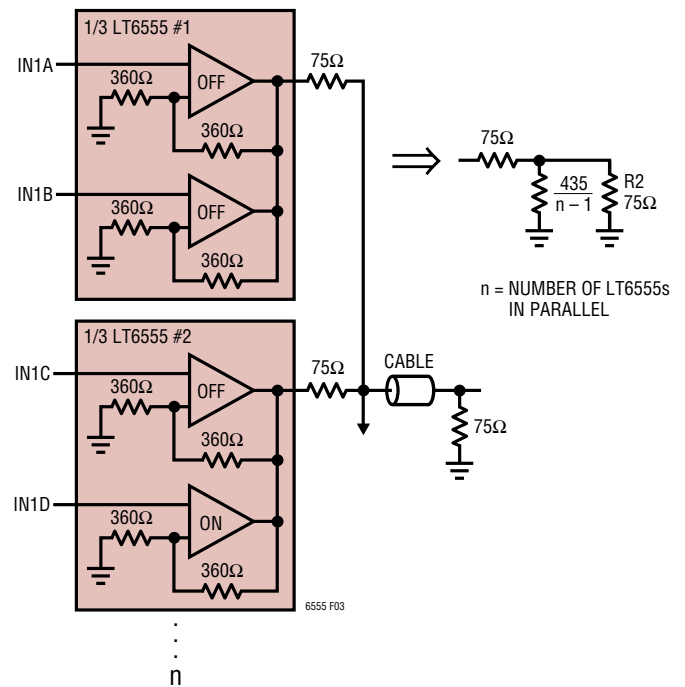 1/3 LT6555 #1
IN1A
360Ω
OFF
75Ω
360Ω
IN1B
360Ω
OFF
360Ω
75Ω
435
n – 1
R2
75Ω
n = NUMBER OF LT6555s
IN PARALLEL
1/3 LT6555 #2
IN1C
360Ω
OFF
75Ω
CABLE
360Ω
75Ω
IN1D
360Ω
ON
360Ω
6555 F03
n